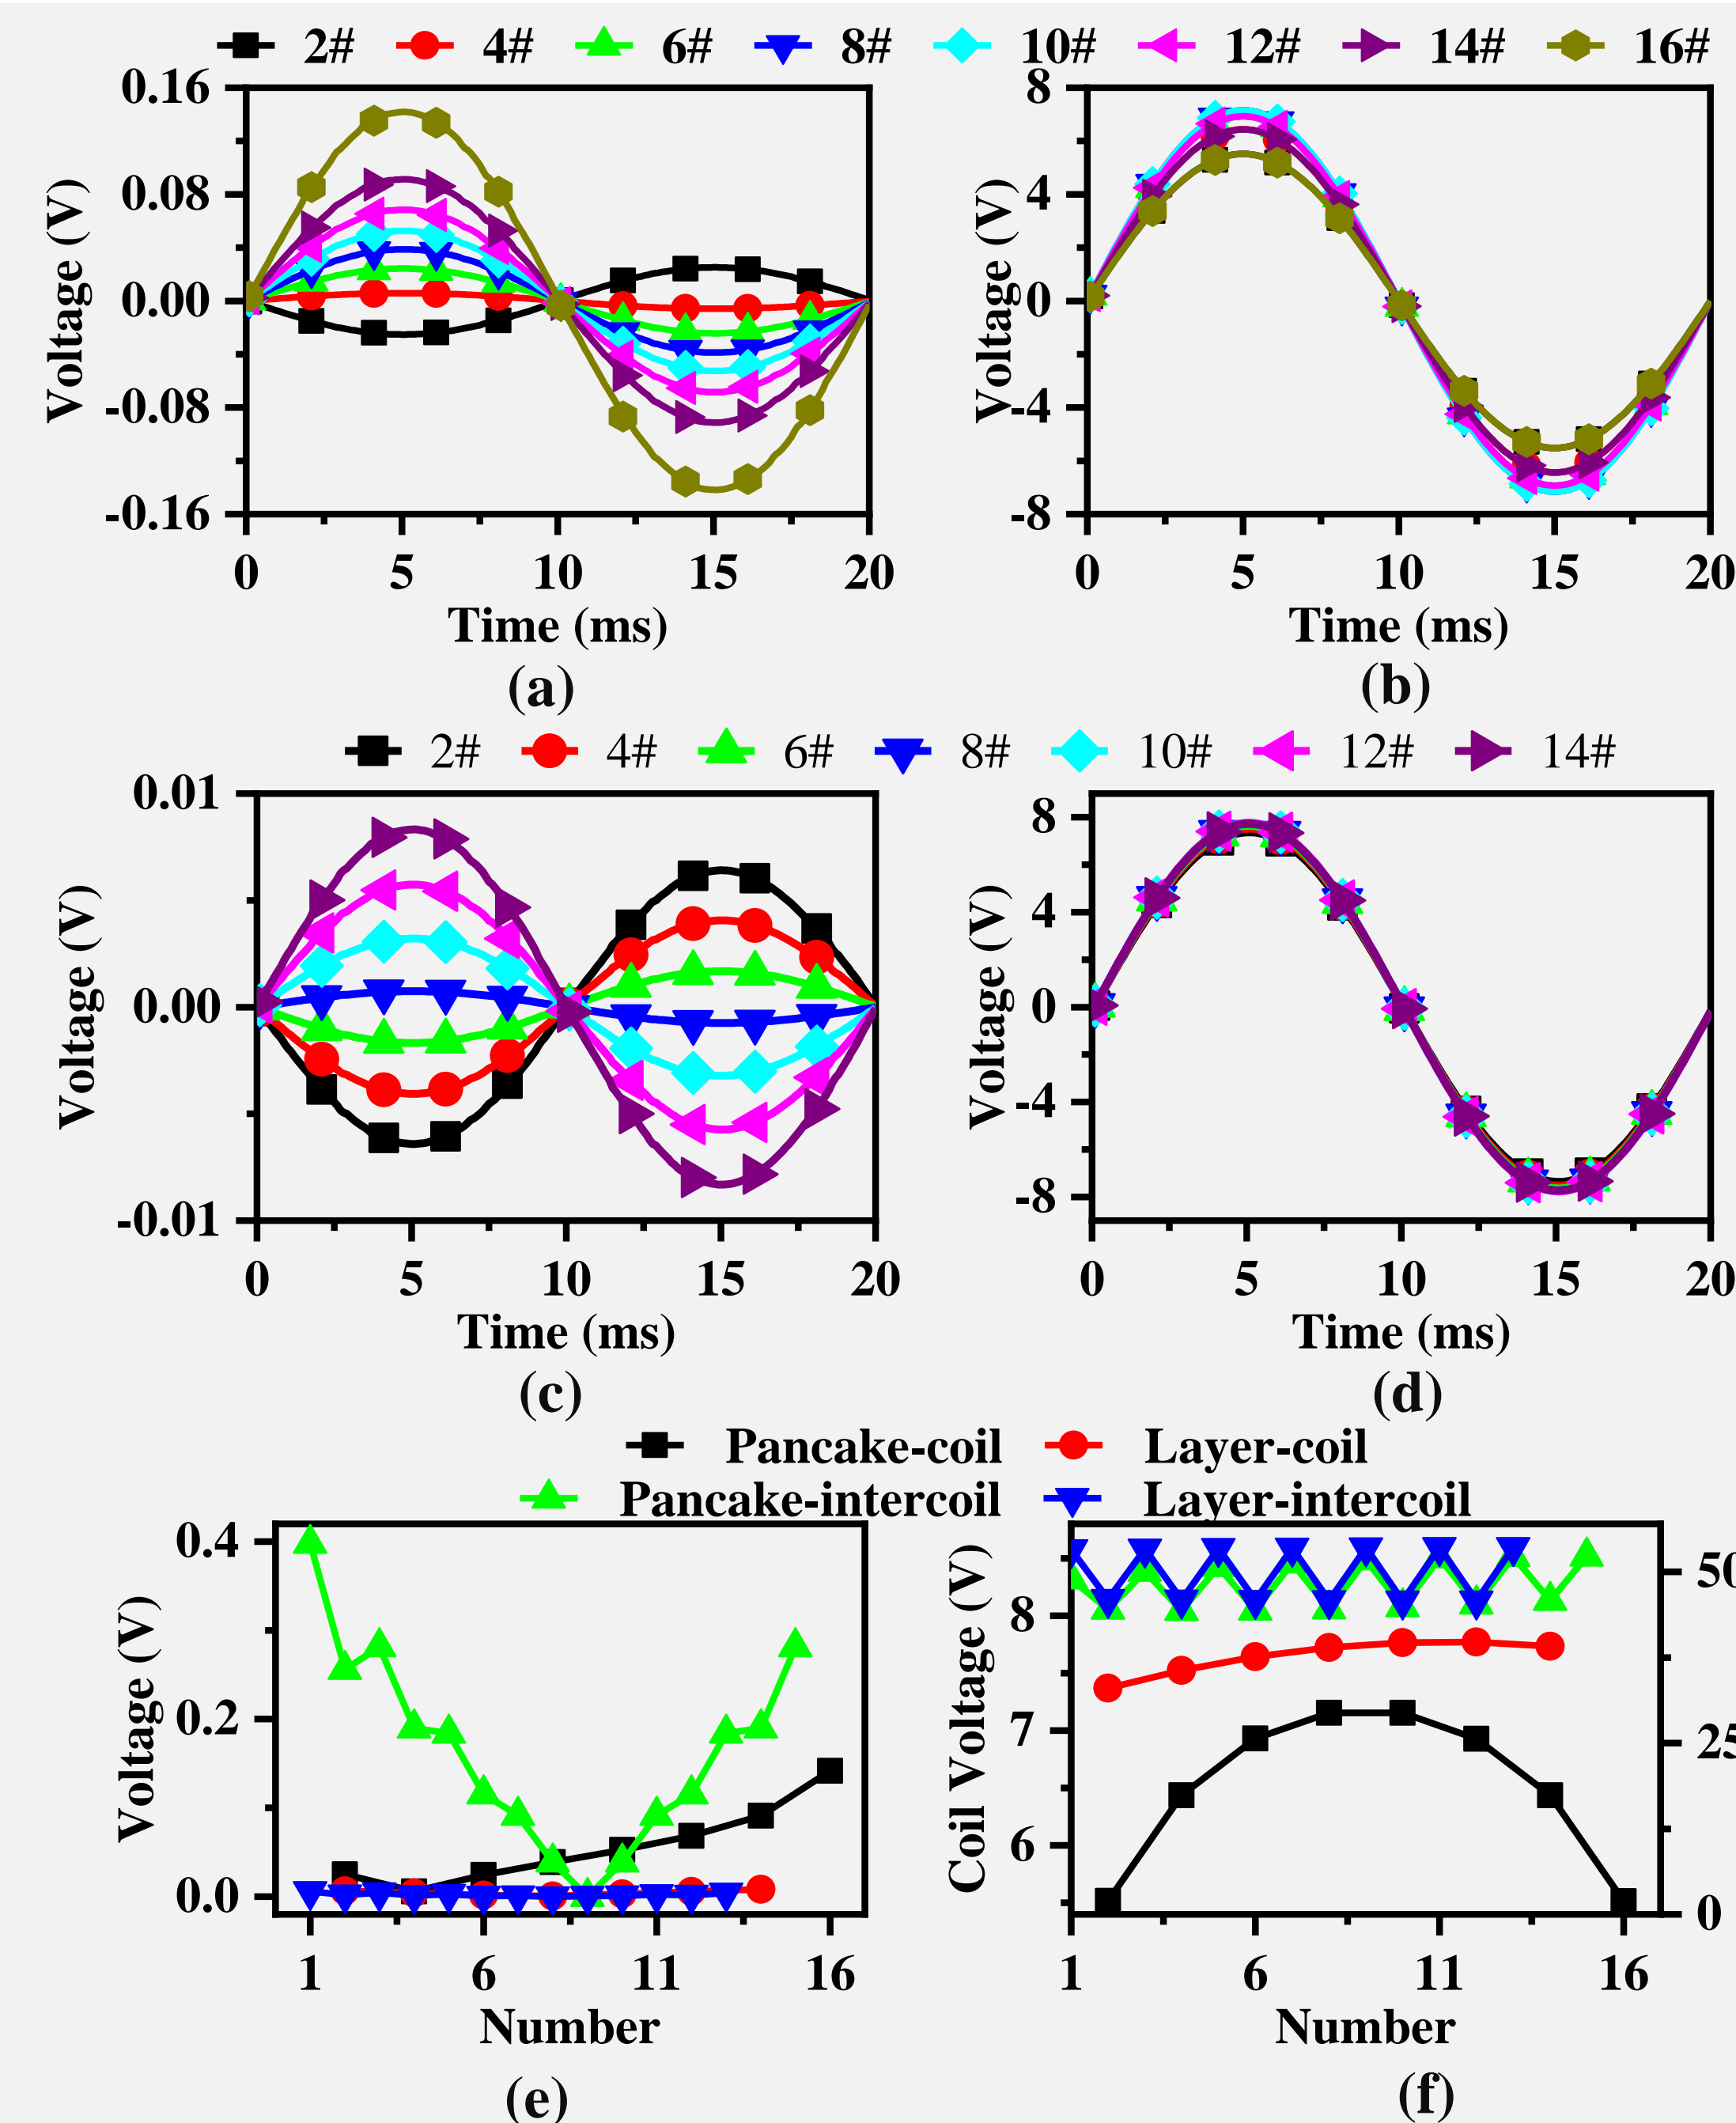 2# 4# 6# 8# 10# 12# 14# 16#
0.16
0.08
0.00
-0.08
-0.16
Voltage (V)
0 5 10 15 20
Time (ms)
(a)
8
4
0
-4
-8
Voltage (V)
0 5 10 15 20
Time (ms)
(b)
2# 4# 6# 8# 10# 12# 14#
0.01
0.00
-0.01
Voltage (V)
0 5 10 15 20
Time (ms)
(c)
8
4
0
-4
-8
Voltage (V)
0 5 10 15 20
Time (ms)
(d)
Pancake-coil Layer-coil
Pancake-intercoil Layer-intercoil
0.4
0.2
0.0
Voltage (V)
1 6 11 16
Number
(e)
8
7
6
Coil Voltage (V)
50
25
0
1 6 11 16
Number
(f)